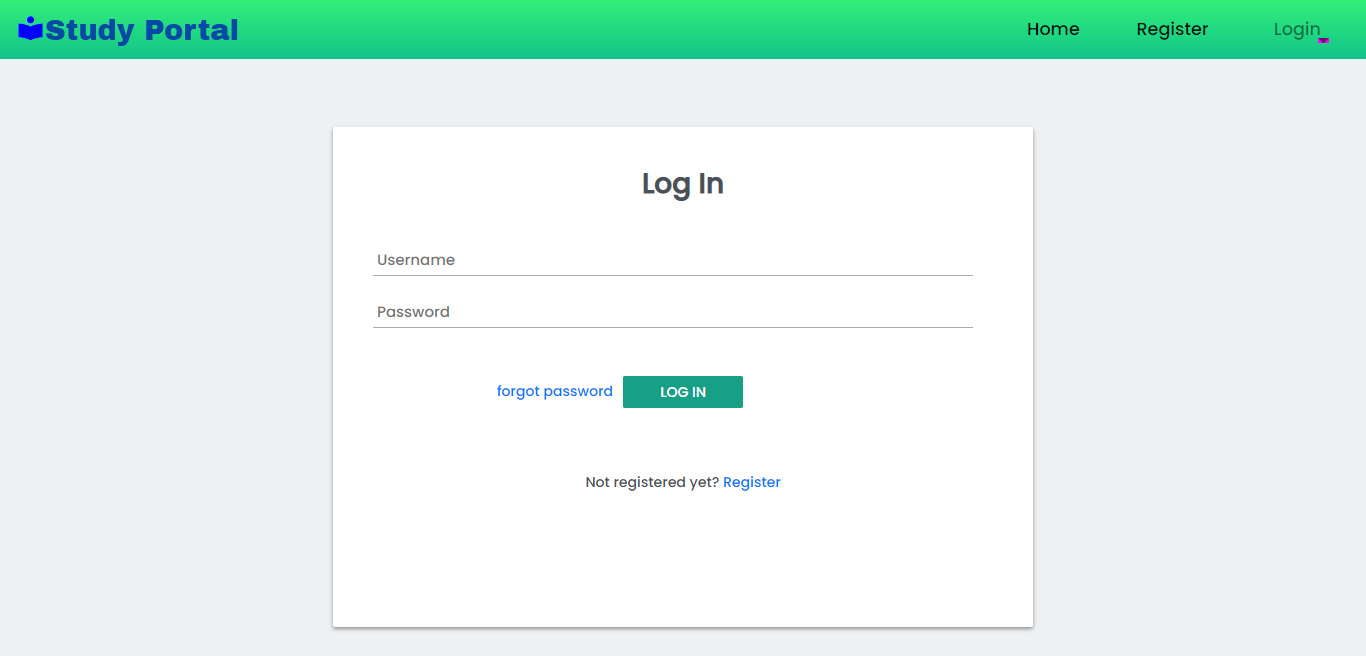 Study Portal
Home
Register
Login
Log In
Username
Password
forgot password
LOG IN
Not registered yet? Register